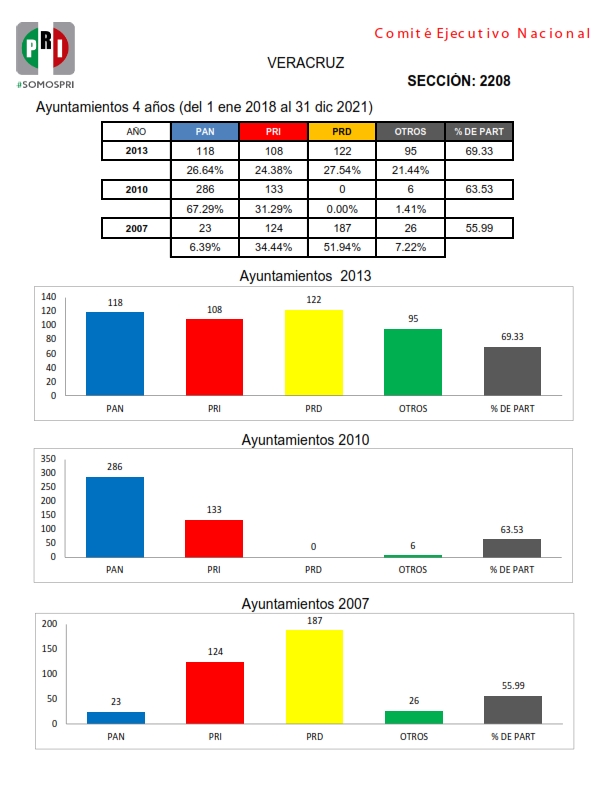 Comité Ejecutivo Nacional
PRI
#SOMOSPRI
VERACRUZ
SECCIÓN: 2208
Ayuntamientos 4 años (del 1 ene 2018 al 31 dic 2021)
AÑO PAN PRI PRD OTROS % DE PART
2013 118 108 122 95 69.33
26.64% 24.38% 27.54% 21.44%
2010 286 133 0 6 63.53
67.29% 31.29% 0.00% 1.41%
2007 23 124 187 26 55.99
6.39% 34.44% 51.94% 7.22%
Ayuntamientos 2013
140
120
100
80
60
40
20
0
118 108 122 95 69.33
PAN PRI PRD OTROS % DE PART
Ayuntamientos 2010
350
300
250
200
150
100
50
0
286 133 0 6 63.53
PAN PRI PRD OTROS % DE PART
Ayuntamientos 2007
200
150
100
50
0
23 124 187 26 55.99
PAN PRI PRD OTROS % DE PART